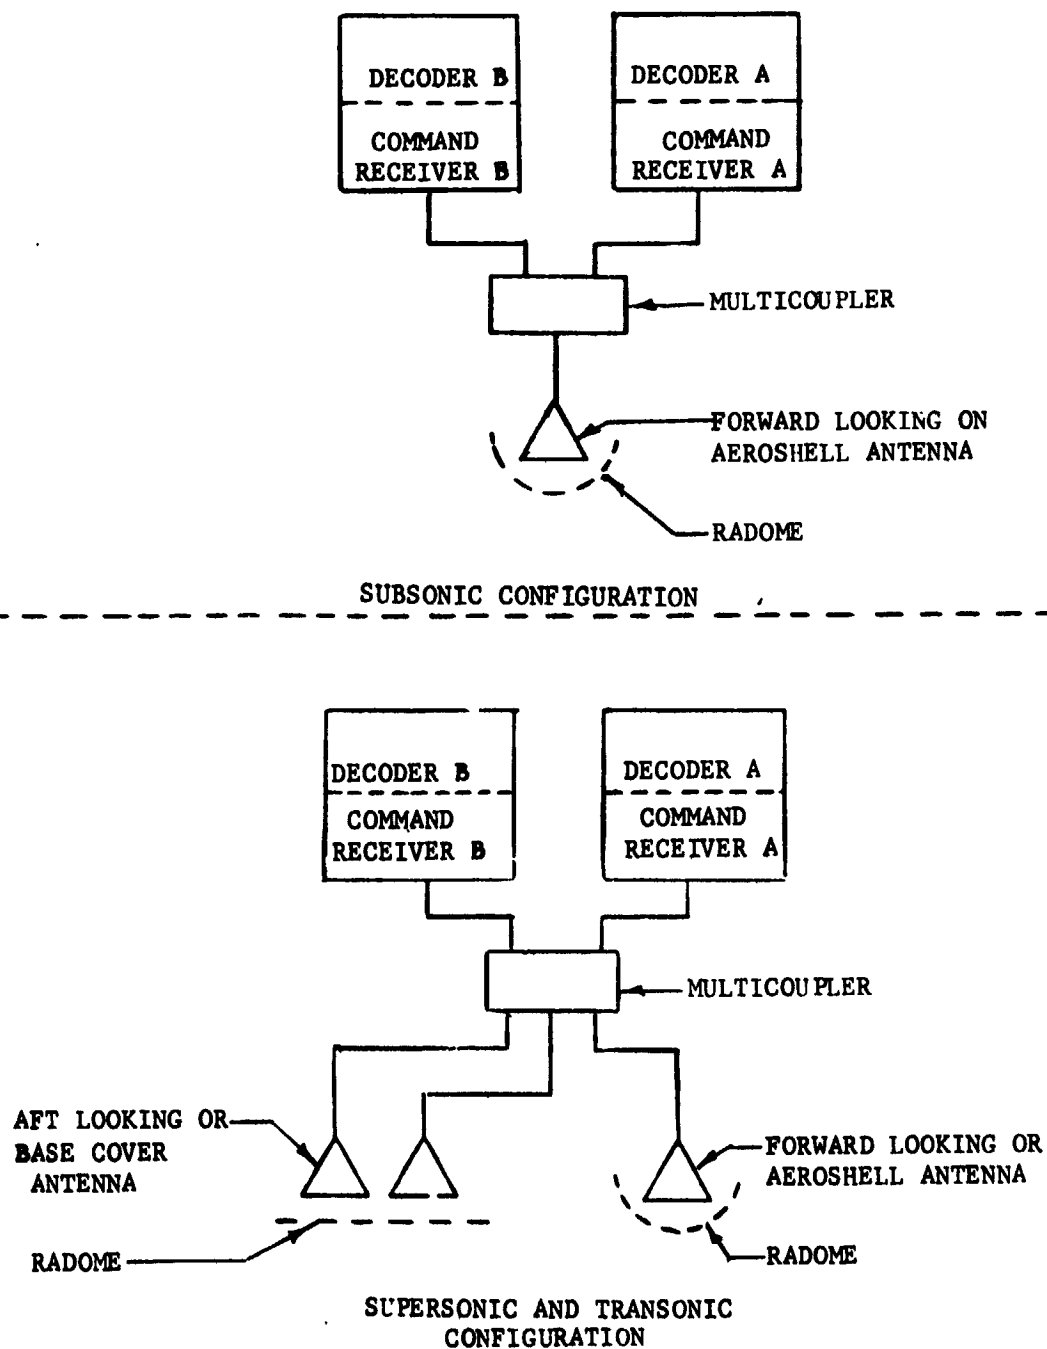 DECODER B
COMMAND
RECEIVER B
DECODER A
COMMAND
RECEIVER A
MULTICOUPLER
FORWARD LOOKING ON
AEROSHELL ANTENNA
RADOME
SUBSONIC CONFIGURATION
DECODER B
COMMAND
RECEIVER B
DECODER A
COMMAND
RECEIVER A
MULTICOUPLER
AFT LOOKING OR
BASE COVER
ANTENNA
RADOME
FORWARD LOOKING OR
AEROSHELL ANTENNA
RADOME
SUPERSONIC AND TRANSONIC
CONFIGURATION